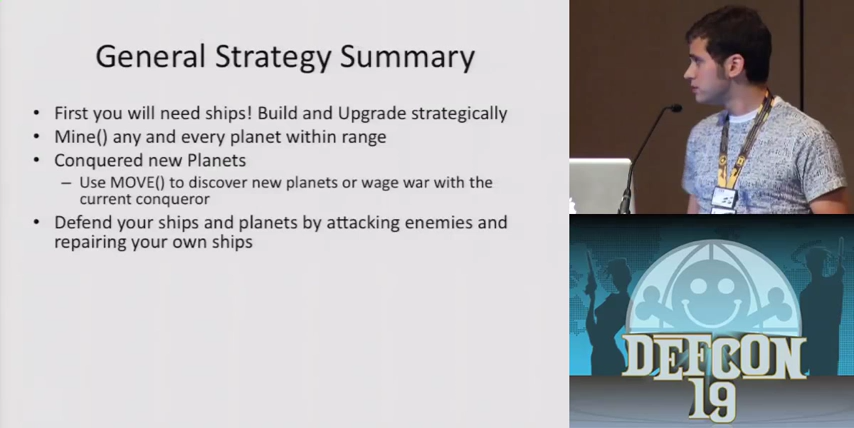 General Strategy Summary
• First you will need ships! Build and Upgrade strategically
• Mine() any and every planet within range
• Conquered new Planets
– Use MOVE() to discover new planets or wage war with the
current conqueror
• Defend your ships and planets by attacking enemies and
repairing your own ships
DEFCON
19